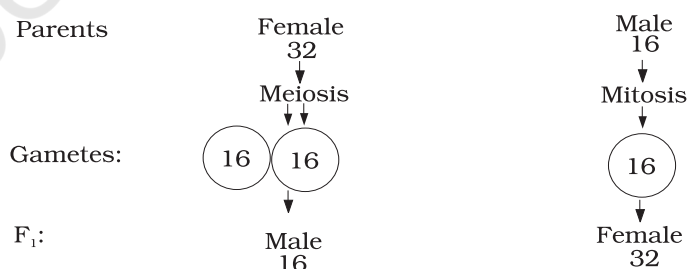 Parents Female Male
32 16
Meiosis Mitosis
Gametes: 16 16 16
F₁: Male Female
16 32